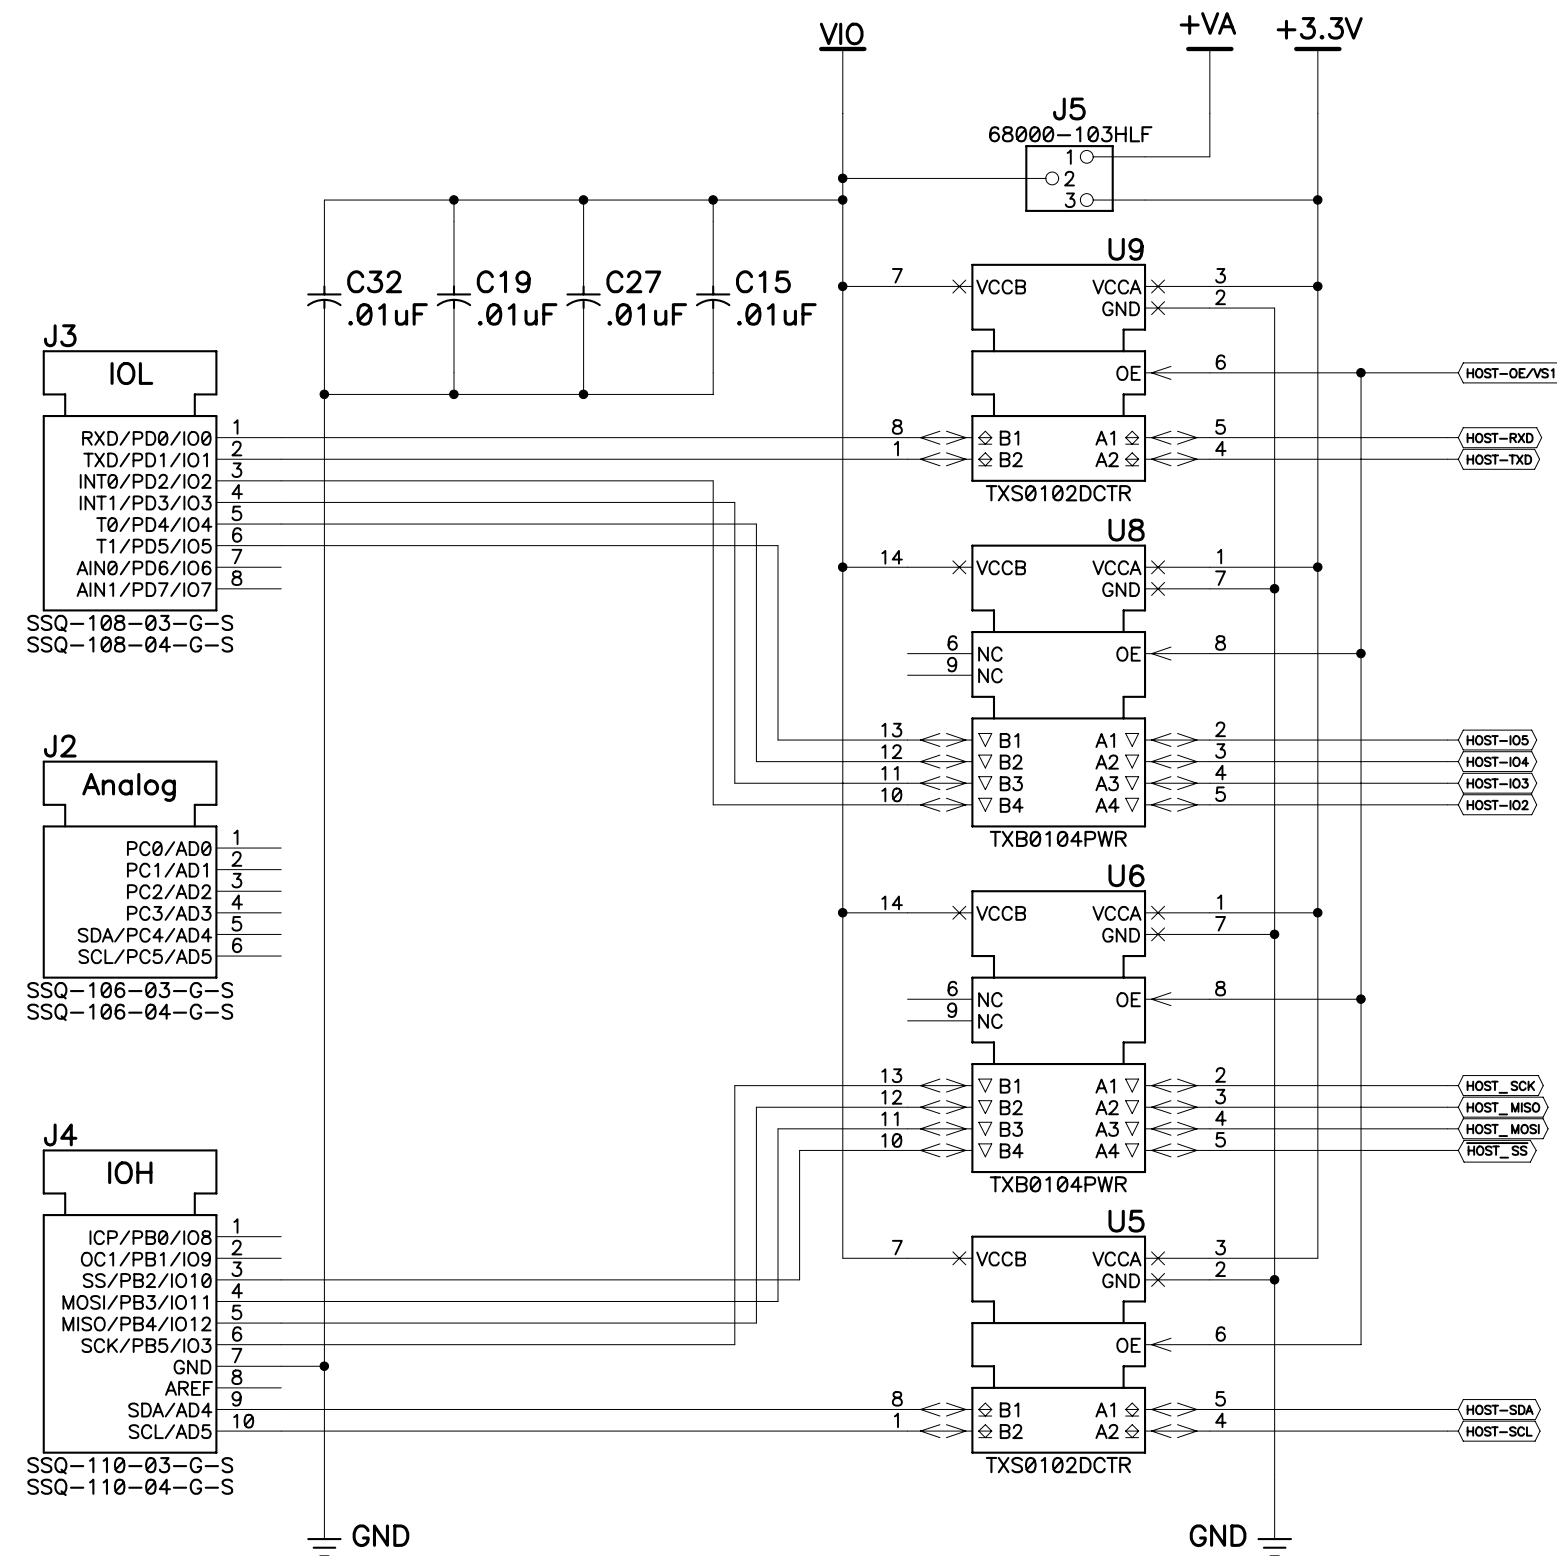 VIO
+VA
+3.3V
J5
68000-103HLF
1
2
3
C32
.01uF
C19
.01uF
C27
.01uF
C15
.01uF
U9
7 VCCB VCCA 3
GND 2
OE 6 HOST-OE/VS1
8 B1 A1 5 HOST-RXD
1 B2 A2 4 HOST-TXD
TXS0102DCTR
J3
IOL
RXD/PD0/IO0 1
TXD/PD1/IO1 2
INT0/PD2/IO2 3
INT1/PD3/IO3 4
T0/PD4/IO4 5
T1/PD5/IO5 6
AIN0/PD6/IO6 7
AIN1/PD7/IO7 8
SSQ-108-03-G-S
SSQ-108-04-G-S
U8
14 VCCB VCCA 1
GND 7
6 NC OE 8
9 NC
13 B1 A1 2 HOST-IO5
12 B2 A2 3 HOST-IO4
11 B3 A3 4 HOST-IO3
10 B4 A4 5 HOST-IO2
TXB0104PWR
J2
Analog
PC0/AD0 1
PC1/AD1 2
PC2/AD2 3
PC3/AD3 4
SDA/PC4/AD4 5
SCL/PC5/AD5 6
SSQ-106-03-G-S
SSQ-106-04-G-S
U6
14 VCCB VCCA 1
GND 7
6 NC OE 8
9 NC
13 B1 A1 2 HOST_SCK
12 B2 A2 3 HOST_MISO
11 B3 A3 4 HOST_MOSI
10 B4 A4 5 HOST_SS
TXB0104PWR
J4
IOH
ICP/PB0/IO8 1
OC1/PB1/IO9 2
SS/PB2/IO10 3
MOSI/PB3/IO11 4
MISO/PB4/IO12 5
SCK/PB5/IO3 6
GND 7
AREF 8
SDA/AD4 9
SCL/AD5 10
SSQ-110-03-G-S
SSQ-110-04-G-S
U5
7 VCCB VCCA 3
GND 2
OE 6
8 B1 A1 5 HOST-SDA
1 B2 A2 4 HOST-SCL
TXS0102DCTR
GND
GND